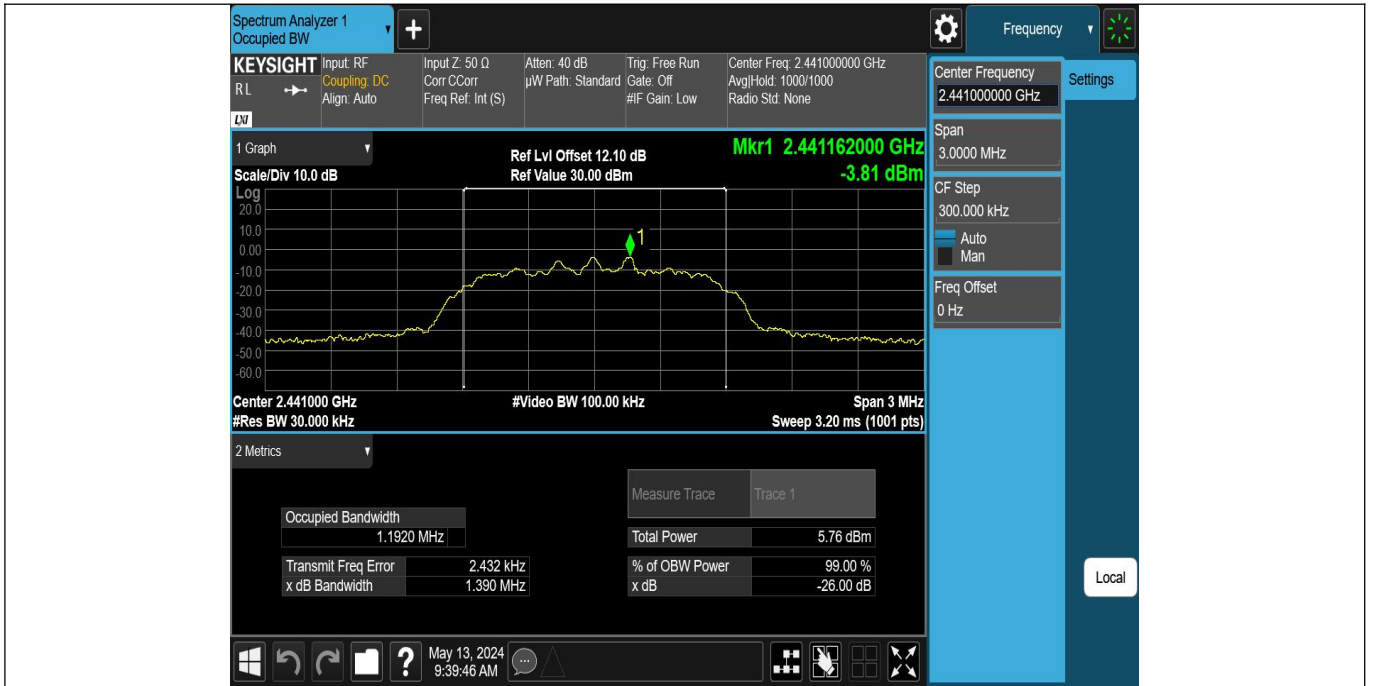 Spectrum Analyzer 1
Occupied BW
+
Frequency
KEYSIGHT
RL
LXI
Input: RF
Coupling: DC
Align: Auto
Input Z: 50 Ω
Corr CCorr
Freq Ref: Int (S)
Atten: 40 dB
µW Path: Standard
Trig: Free Run
Gate: Off
#IF Gain: Low
Center Freq: 2.441000000 GHz
Avg|Hold: 1000/1000
Radio Std: None
Center Frequency
2.441000000 GHz
Settings
Span
3.0000 MHz
CF Step
300.000 kHz
Auto
Man
Freq Offset
0 Hz
Local
1 Graph
Scale/Div 10.0 dB
Ref Lvl Offset 12.10 dB
Ref Value 30.00 dBm
Mkr1 2.441162000 GHz
-3.81 dBm
Log
20.0
10.0
0.00
-10.0
-20.0
-30.0
-40.0
-50.0
-60.0
1
Center 2.441000 GHz
#Res BW 30.000 kHz
#Video BW 100.00 kHz
Span 3 MHz
Sweep 3.20 ms (1001 pts)
2 Metrics
Measure Trace Trace 1
Occupied Bandwidth
1.1920 MHz
Total Power 5.76 dBm
Transmit Freq Error 2.432 kHz
% of OBW Power 99.00 %
x dB Bandwidth 1.390 MHz
x dB -26.00 dB
?
May 13, 2024
9:39:46 AM